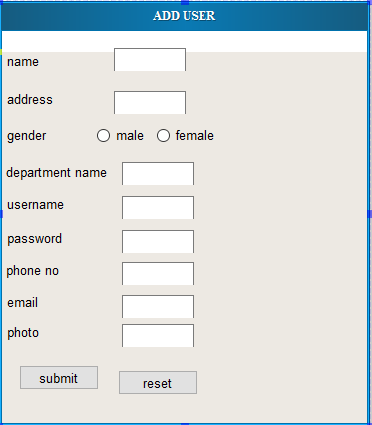 ADD USER
name
address
gender male female
department name
username
password
phone no
email
photo
submit reset